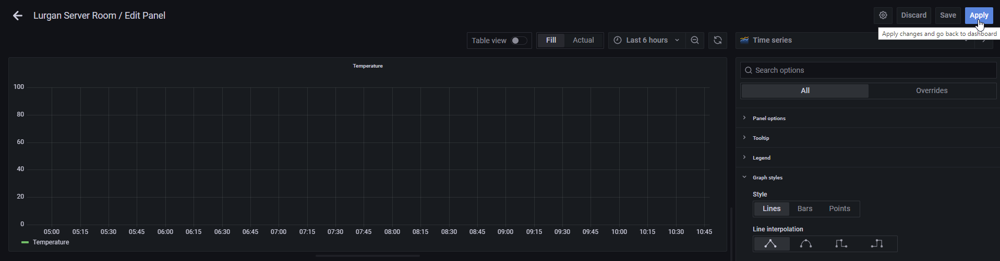 Lurgan Server Room / Edit Panel
Discard
Save
Apply
Apply changes and go back to dashboard
Table view
Fill
Actual
Last 6 hours
Time series
Temperature
100
80
60
40
20
0
05:00 05:15 05:30 05:45 06:00 06:15 06:30 06:45 07:00 07:15 07:30 07:45 08:00 08:15 08:30 08:45 09:00 09:15 09:30 09:45 10:00 10:15 10:30 10:45
Temperature
Search options
All
Overrides
Panel options
Tooltip
Legend
Graph styles
Style
Lines
Bars
Points
Line interpolation